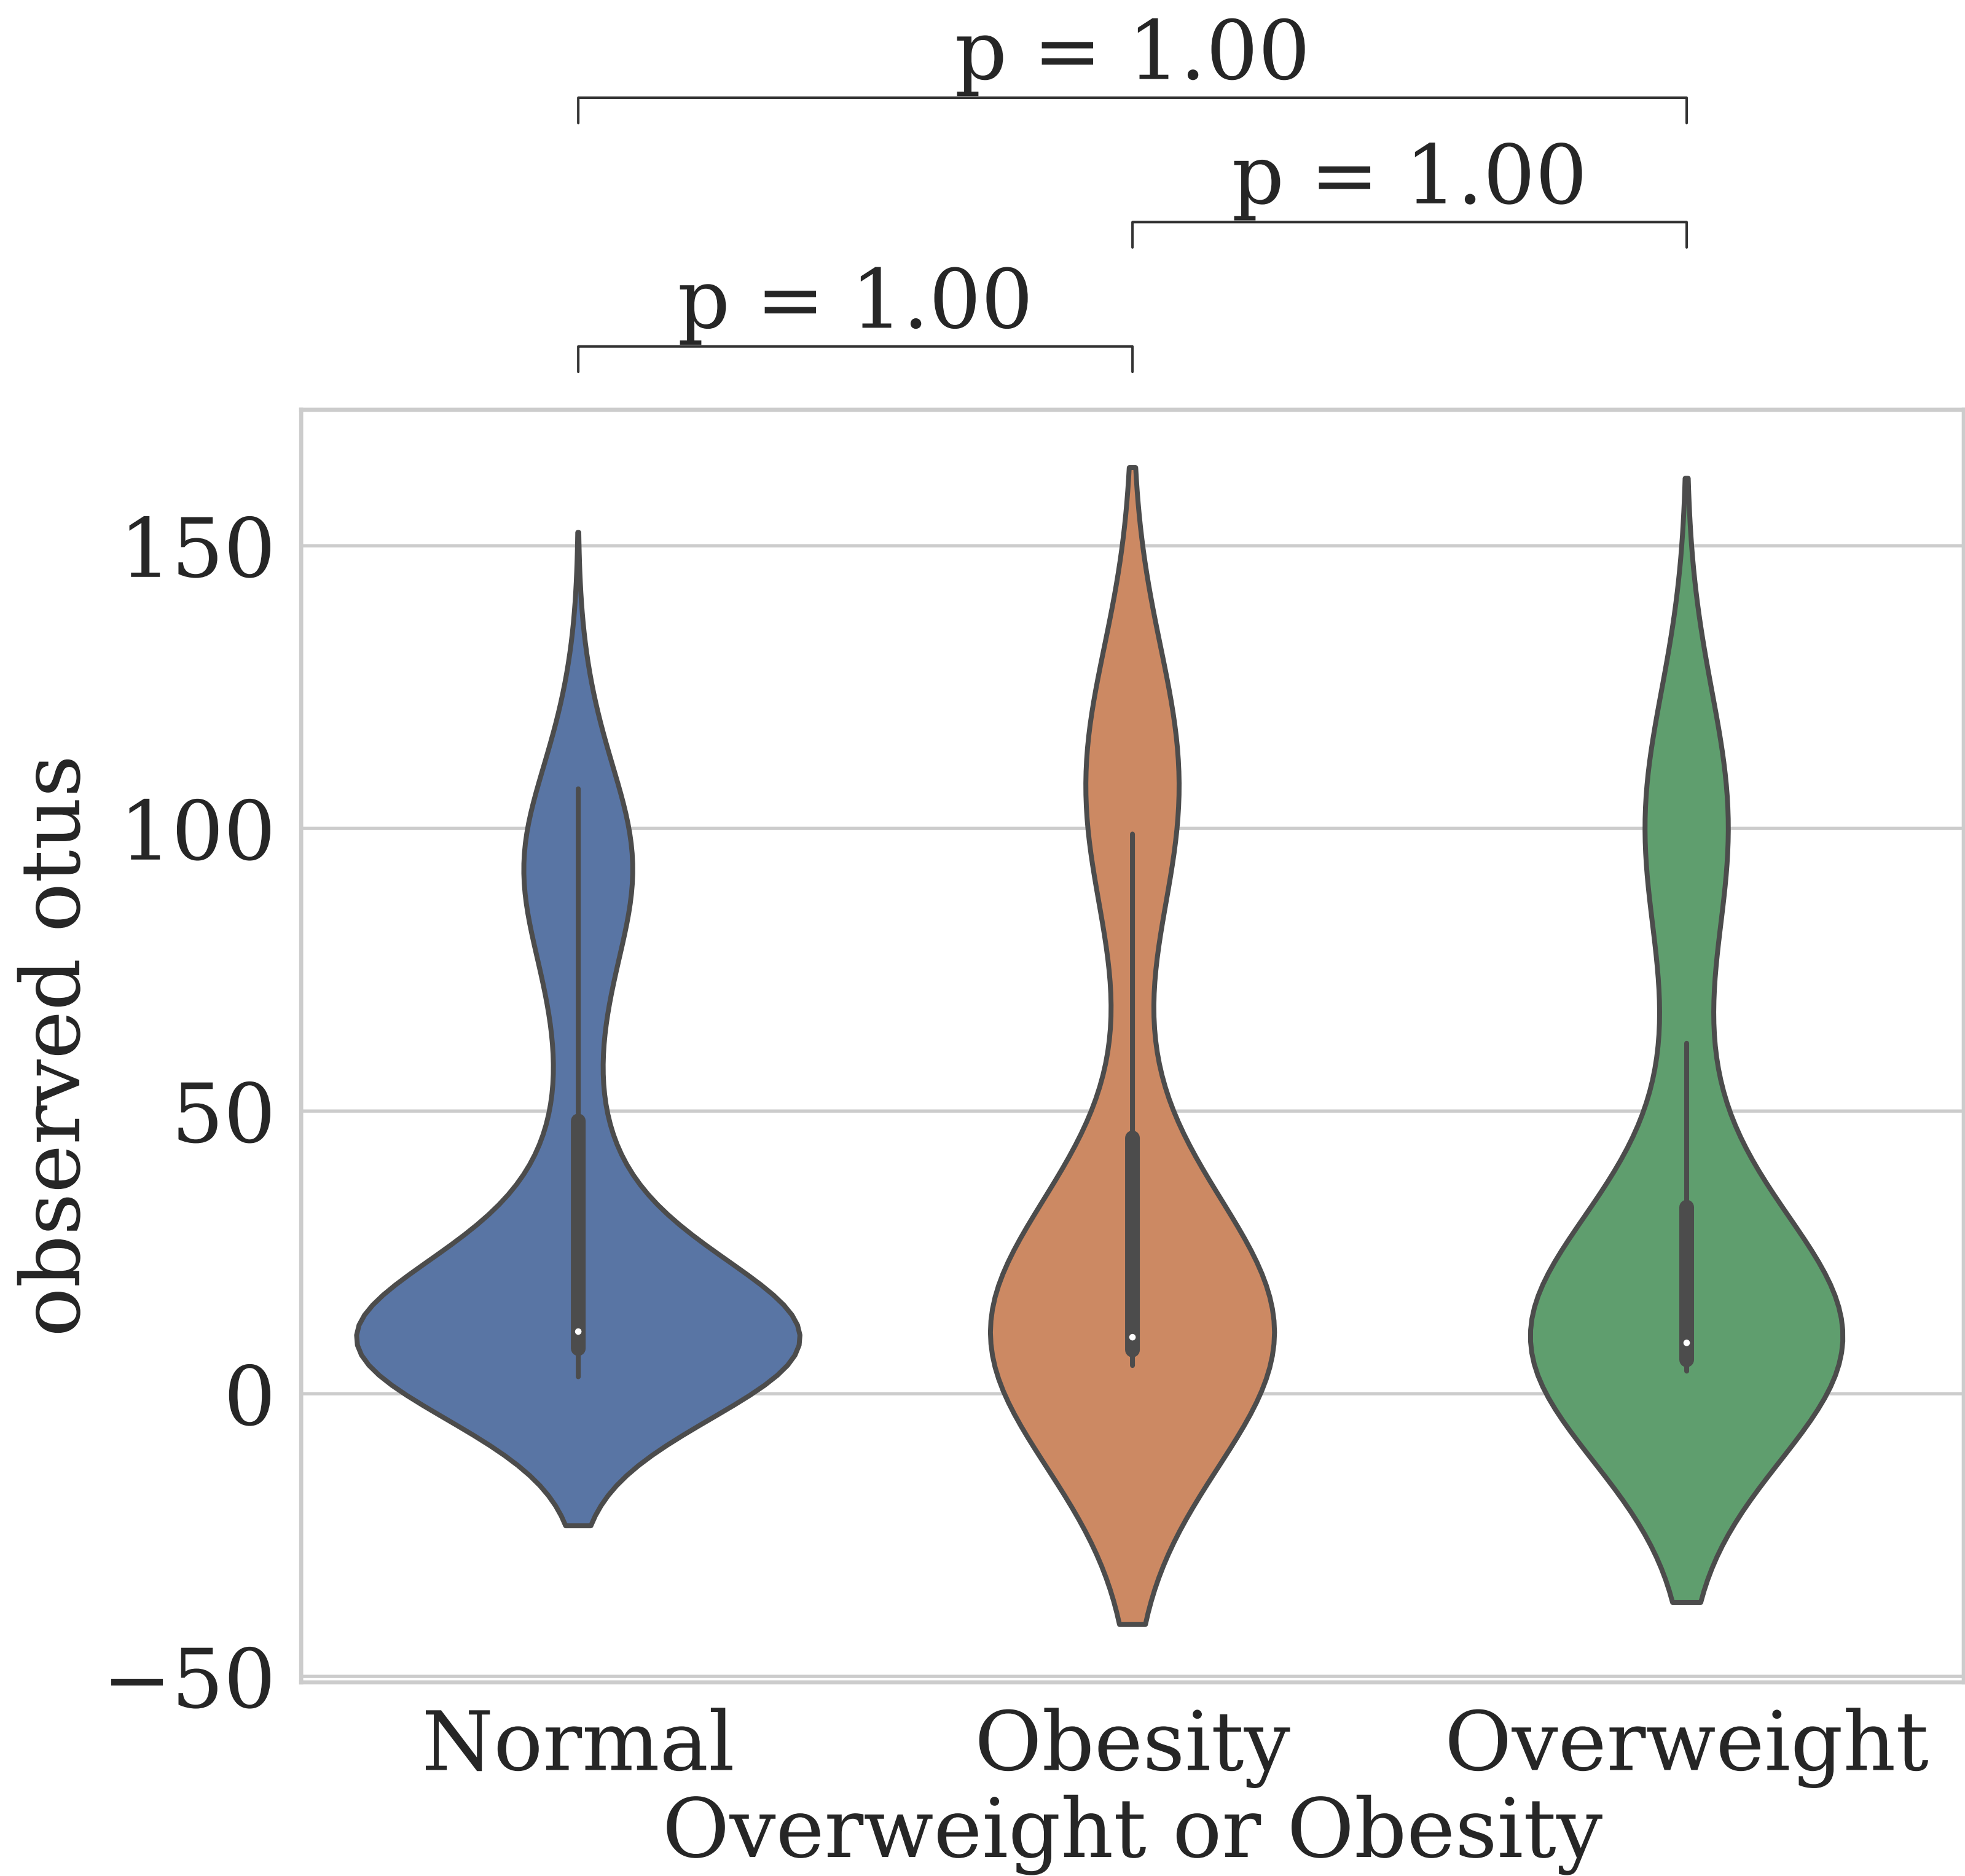 p = 1.00
p = 1.00
p = 1.00
observed otus
150
100
50
0
−50
Normal
Obesity
Overweight
Overweight or Obesity